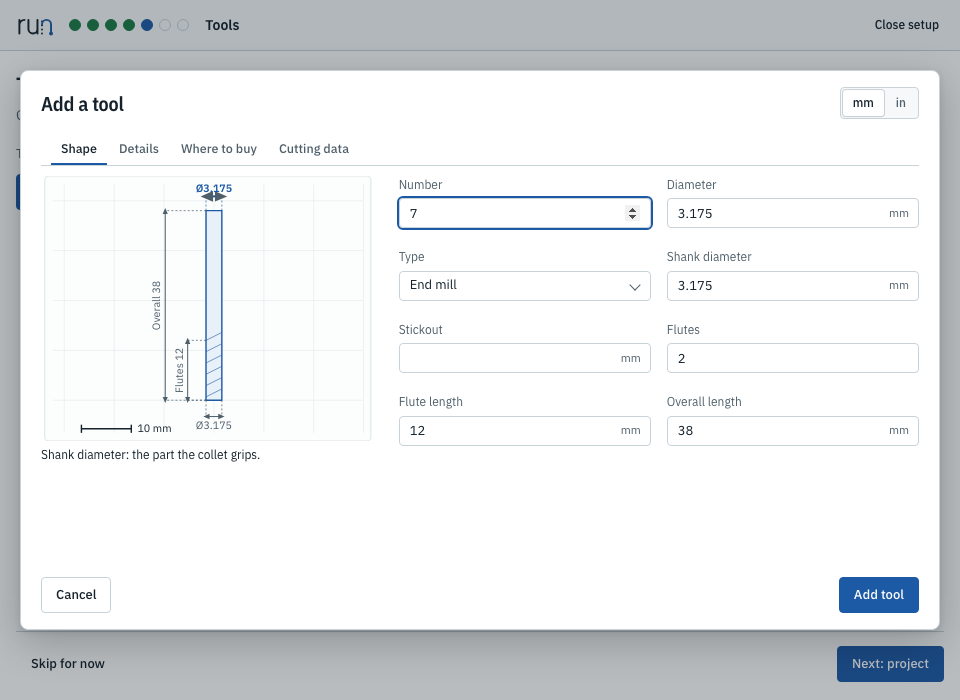 run
Tools
Close setup
Add a tool
mm
in
Shape
Details
Where to buy
Cutting data
Ø3.175
Overall 38
Flutes 12
Ø3.175
10 mm
Shank diameter: the part the collet grips.
Number
7
Diameter
3.175 mm
Type
End mill
Shank diameter
3.175 mm
Stickout
mm
Flutes
2
Flute length
12 mm
Overall length
38 mm
Cancel
Add tool
Skip for now
Next: project